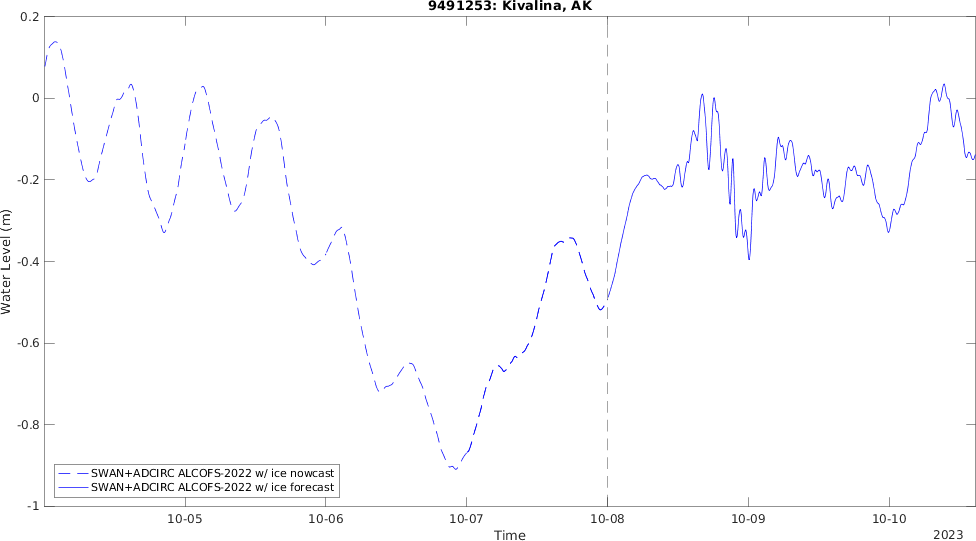 9491253: Kivalina, AK
0.2
0
-0.2
-0.4
-0.6
-0.8
-1
Water Level (m)
SWAN+ADCIRC ALCOFS-2022 w/ ice nowcast
SWAN+ADCIRC ALCOFS-2022 w/ ice forecast
10-05
10-06
10-07
10-08
10-09
10-10
Time
2023